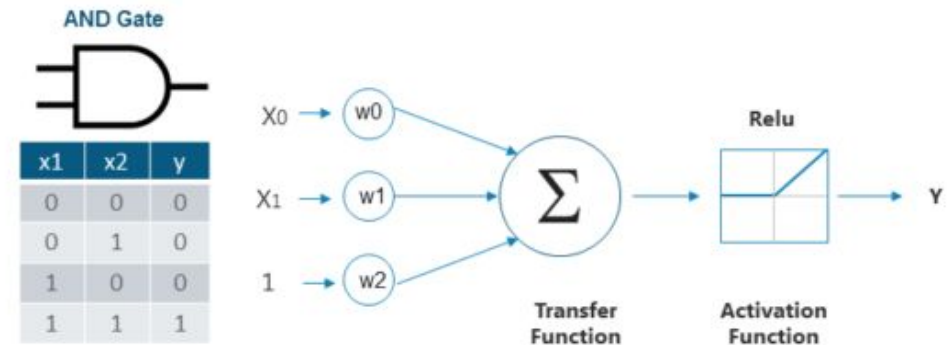 AND Gate
x1 x2 y
0 0 0
0 1 0
1 0 0
1 1 1
X0 w0
X1 w1
1 w2
Σ
Transfer
Function
Relu
Activation
Function
Y